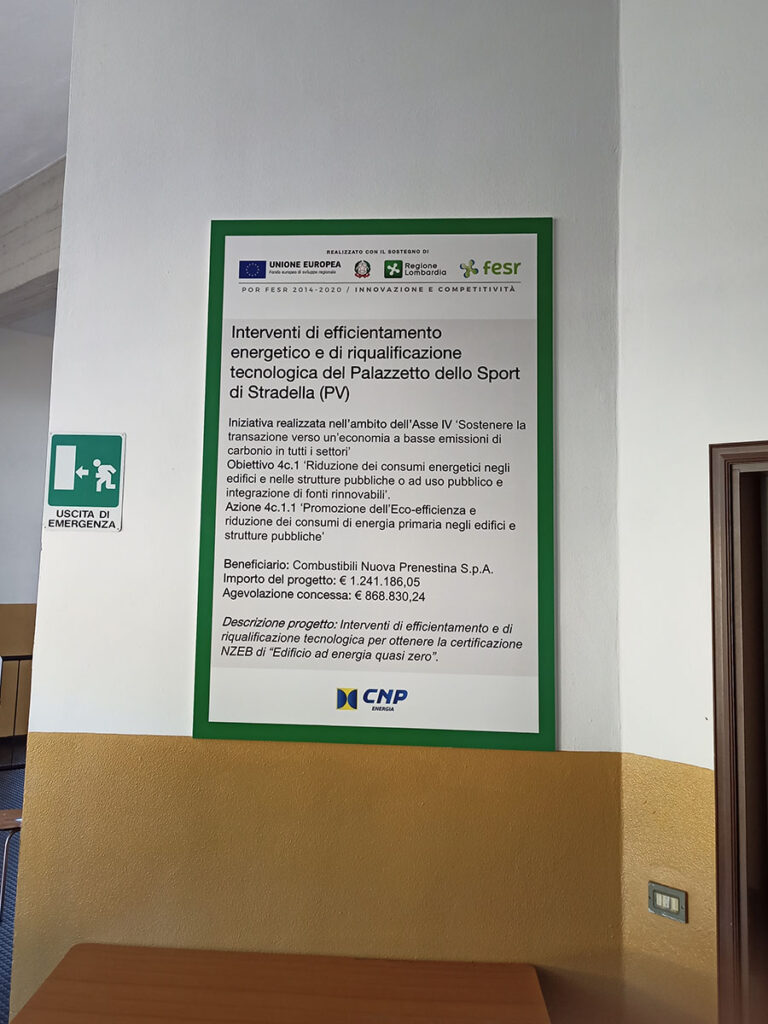 REALIZZATO CON IL SOSTEGNO DI
UNIONE EUROPEA
Fondo europeo di sviluppo regionale
Regione
Lombardia
fesr
POR FESR 2014-2020 / INNOVAZIONE E COMPETITIVITÀ
Interventi di efficientamento
energetico e di riqualificazione
tecnologica del Palazzetto dello Sport
di Stradella (PV)
Iniziativa realizzata nell'ambito dell'Asse IV 'Sostenere la
transazione verso un'economia a basse emissioni di
carbonio in tutti i settori'
Obiettivo 4c.1 'Riduzione dei consumi energetici negli
edifici e nelle strutture pubbliche o ad uso pubblico e
integrazione di fonti rinnovabili'.
Azione 4c.1.1 'Promozione dell'Eco-efficienza e
riduzione dei consumi di energia primaria negli edifici e
strutture pubbliche'
Beneficiario: Combustibili Nuova Prenestina S.p.A.
Importo del progetto: € 1.241.186,05
Agevolazione concessa: € 868.830,24
Descrizione progetto: Interventi di efficientamento e di
riqualificazione tecnologica per ottenere la certificazione
NZEB di "Edificio ad energia quasi zero".
CNP
ENERGIA
USCITA DI
EMERGENZA